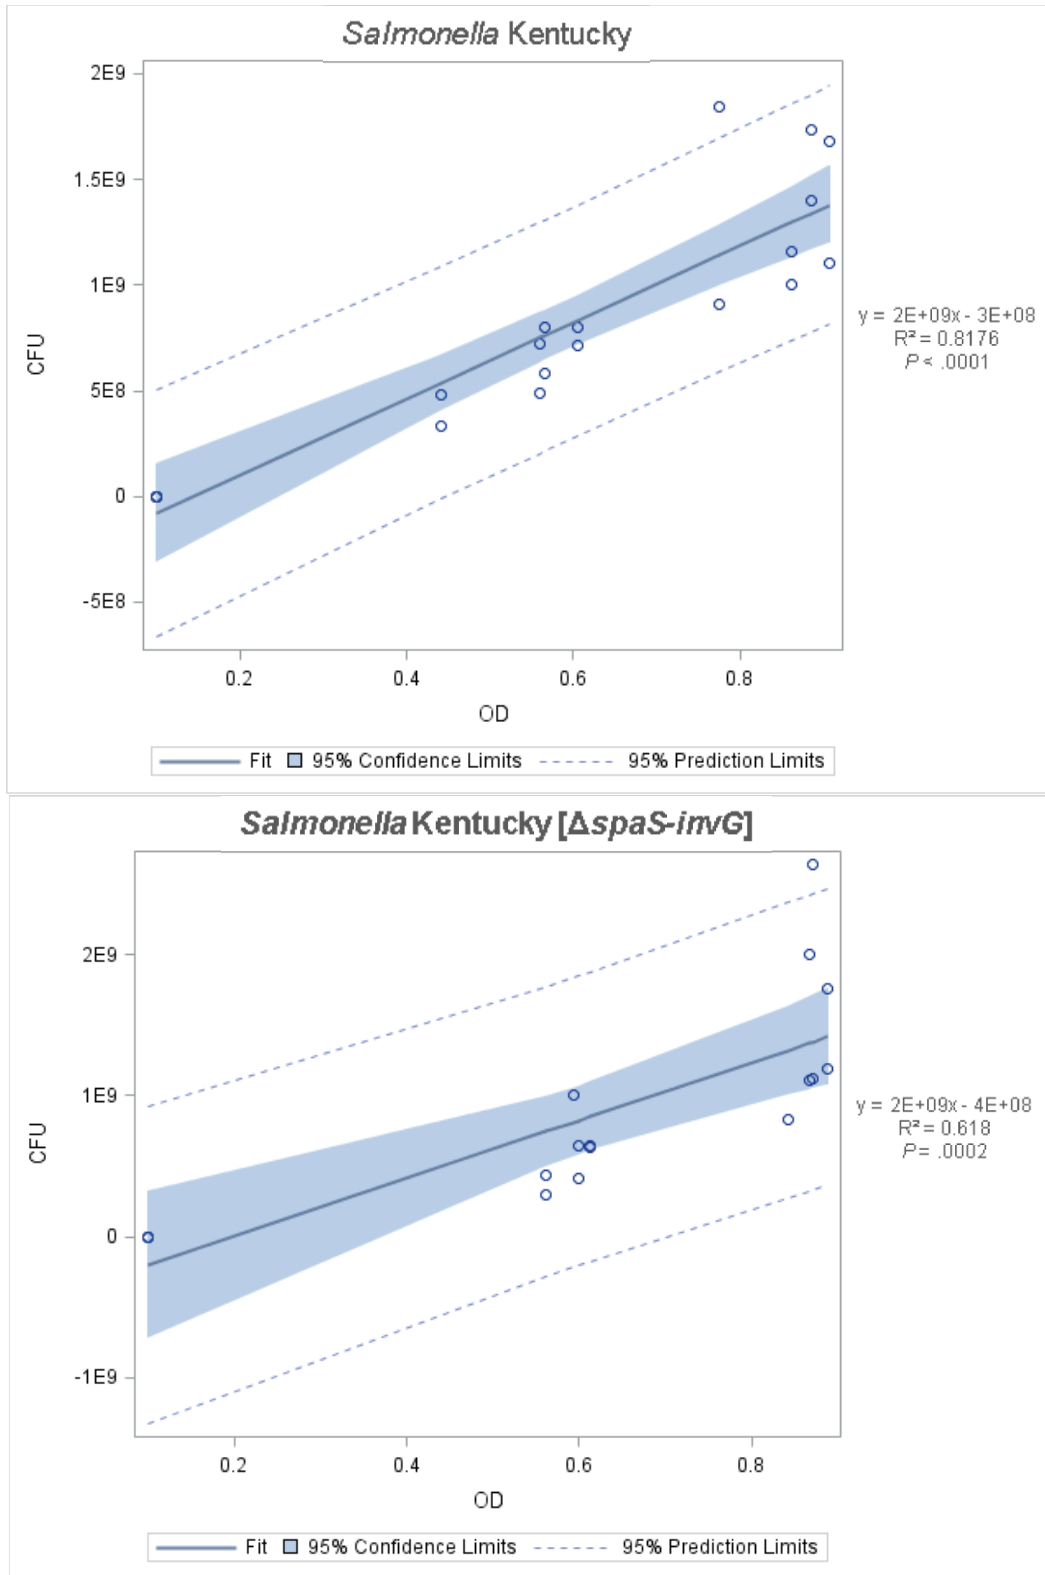 Salmonella Kentucky
2E9
1.5E9
1E9
5E8
0
-5E8
CFU
0.2 0.4 0.6 0.8
OD
y = 2E+09x - 3E+08
R² = 0.8176
P < .0001
Fit 95% Confidence Limits 95% Prediction Limits
Salmonella Kentucky [ΔspaS-invG]
2E9
1E9
0
-1E9
CFU
0.2 0.4 0.6 0.8
OD
y = 2E+09x - 4E+08
R² = 0.618
P = .0002
Fit 95% Confidence Limits 95% Prediction Limits